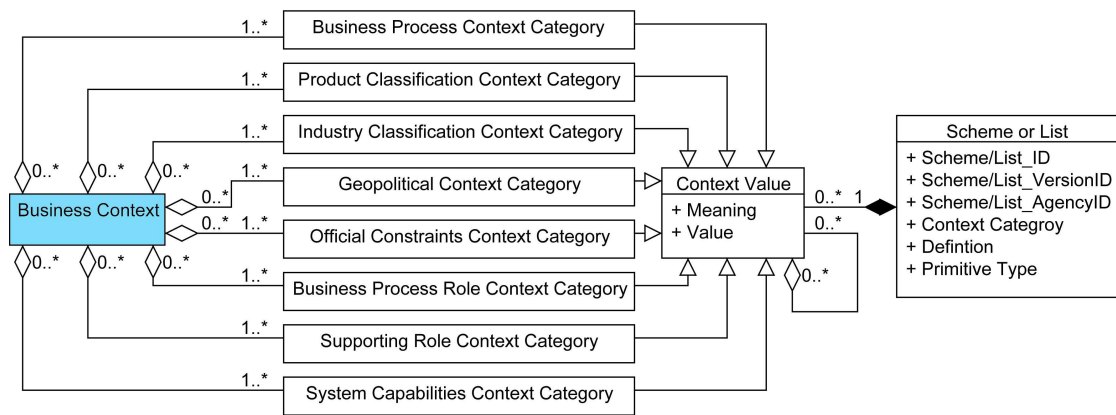 1..*
Business Process Context Category
1..*
Product Classification Context Category
1..*
Industry Classification Context Category
Scheme or List
+ Scheme/List_ID
+ Scheme/List_VersionID
+ Scheme/List_AgencyID
+ Context Categroy
+ Defintion
+ Primitive Type
0..*
0..*
0..*
1..*
Geopolitical Context Category
Context Value
+ Meaning
+ Value
Business Context
0..*
0..*
1..*
Official Constraints Context Category
0..*
1
0..*
0..*
0..*
0..*
0..*
0..*
1..*
Business Process Role Context Category
1..*
Supporting Role Context Category
1..*
System Capabilities Context Category